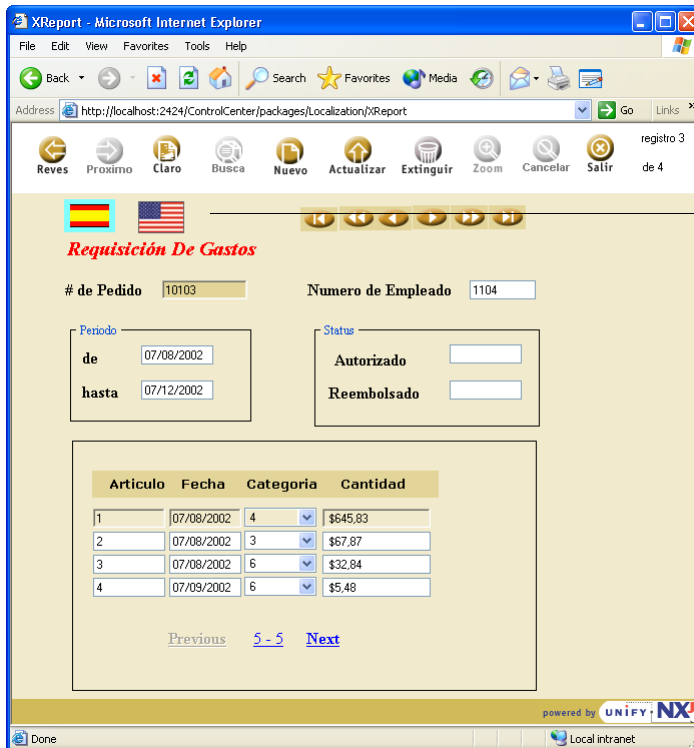 XReport - Microsoft Internet Explorer
File Edit View Favorites Tools Help
Back Search Favorites Media
Address http://localhost:2424/ControlCenter/packages/Localization/XReport Go Links »
Reves Proximo Claro Busca Nuevo Actualizar Extinguir Zoom Cancelar Salir
registro 3
de 4
Requisición De Gastos
# de Pedido 10103 Numero de Empleado 1104
Periodo Status
de 07/08/2002 Autorizado
hasta 07/12/2002 Reembolsado
Articulo Fecha Categoria Cantidad
1 07/08/2002 4 $645,83
2 07/08/2002 3 $67,87
3 07/08/2002 6 $32,84
4 07/09/2002 6 $5,48
Previous 5 - 5 Next
powered by UNIFY NXJ
Done Local intranet